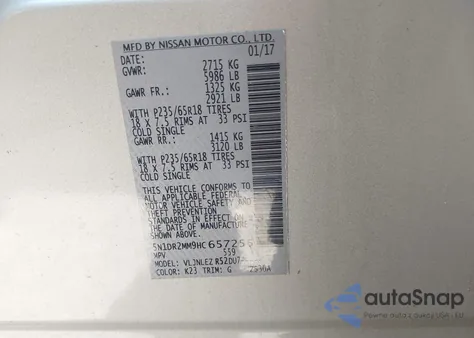 MFD BY NISSAN MOTOR CO., LTD.
DATE: 01/17
GVWR: 2715 KG
5986 LB
GAWR FR.: 1325 KG
2921 LB
WITH P235/65R18 TIRES
18 X 7.5 RIMS AT 33 PSI
COLD SINGLE
GAWR RR.: 1415 KG
3120 LB
WITH P235/65R18 TIRES
18 X 7.5 RIMS AT 33 PSI
COLD SINGLE
THIS VEHICLE CONFORMS TO
ALL APPLICABLE FEDERAL
MOTOR VEHICLE SAFETY
AND THEFT PREVENTION
STANDARDS IN EFFECT
ON THE DATE OF MANUFACTURE
SHOWN ABOVE.
MPV 559
MODEL:
COLOR: K23 TRIM: G
autoSnap